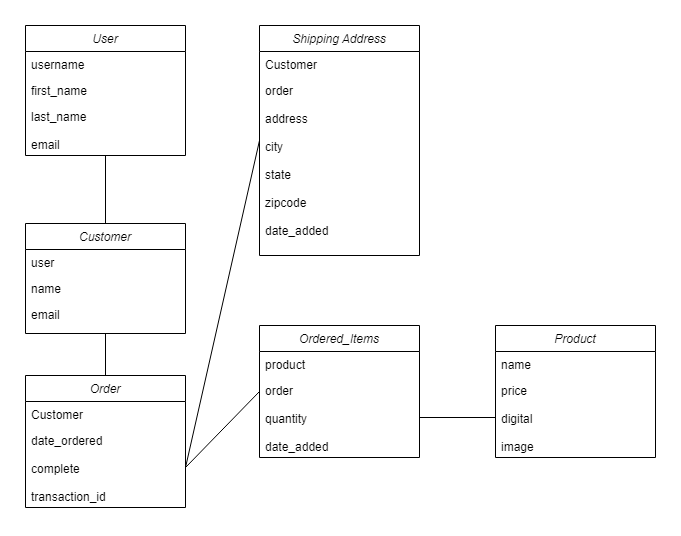 User
username
first_name
last_name
email
Shipping Address
Customer
order
address
city
state
zipcode
date_added
Customer
user
name
email
Order
Customer
date_ordered
complete
transaction_id
Ordered_Items
product
order
quantity
date_added
Product
name
price
digital
image